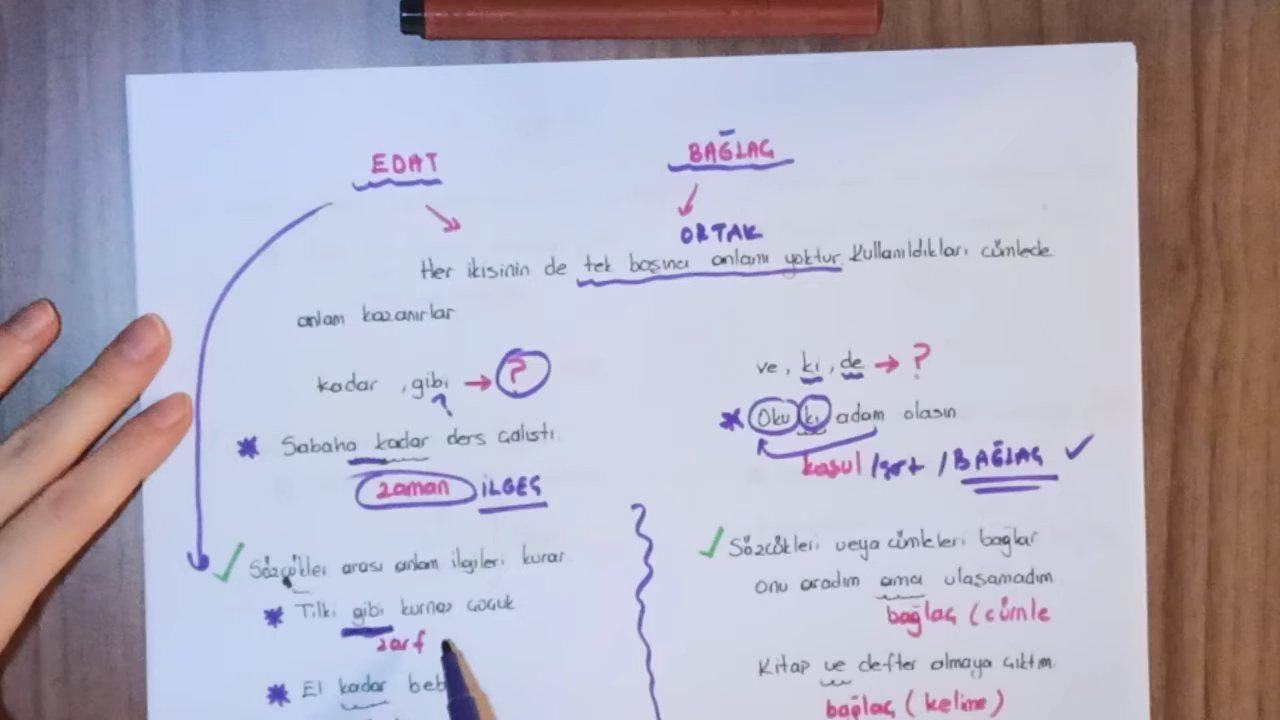 EDAT
BAĞLAÇ
ORTAK
Her ikisinin de tek başına anlamı yoktur. Kullanıldıkları cümlede
anlam kazanırlar
kadar , gibi → ?
* Sabaha kadar ders çalıştı.
zaman İLGEÇ
✓ Sözcükler arası anlam ilgileri kurar
* Tilki gibi kurnaz çocuk
zarf
* El kadar beb
ve, ki, de → ?
* Oku ki adam olasın
koşul /şart /BAĞLAÇ ✓
✓ Sözcükleri veya cümleleri bağlar
onu aradım ama ulaşamadım
bağlaç (cümle
Kitap ve defter almaya çıktım.
bağlaç (kelime)